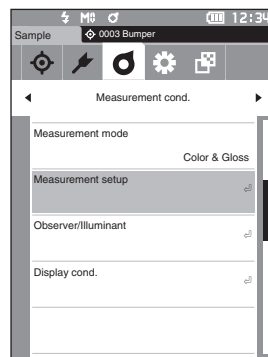 M 12:34
Sample 0003 Bumper
Measurement cond.
Measurement mode
Color & Gloss
Measurement setup
Observer/Illuminant
Display cond.